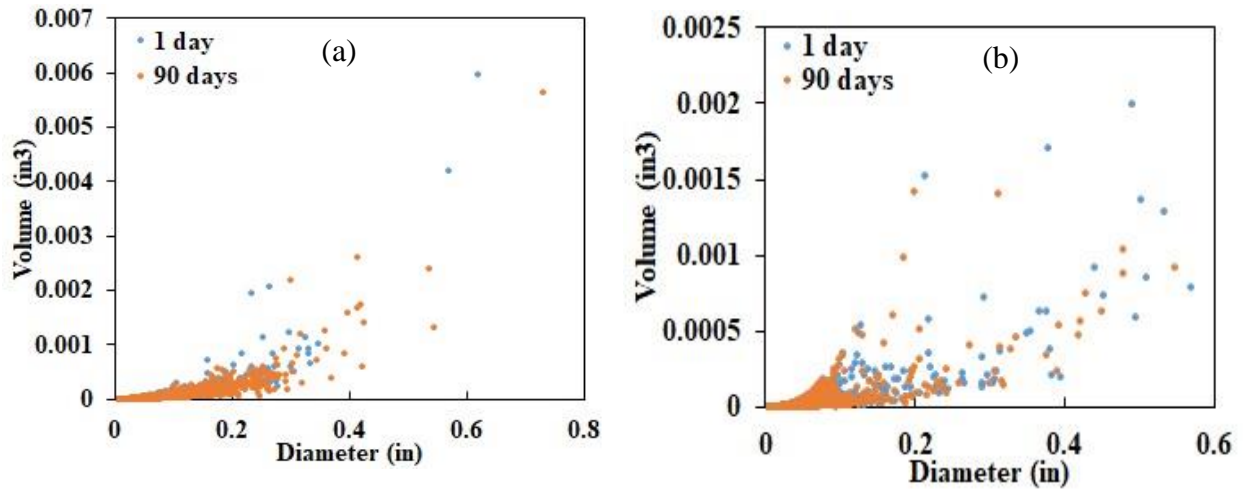 (a)
1 day
90 days
0.007
0.006
0.005
0.004
0.003
0.002
0.001
0
Volume (in3)
0 0.2 0.4 0.6 0.8
Diameter (in)
(b)
1 day
90 days
0.0025
0.002
0.0015
0.001
0.0005
0
Volume (in3)
0 0.2 0.4 0.6
Diameter (in)